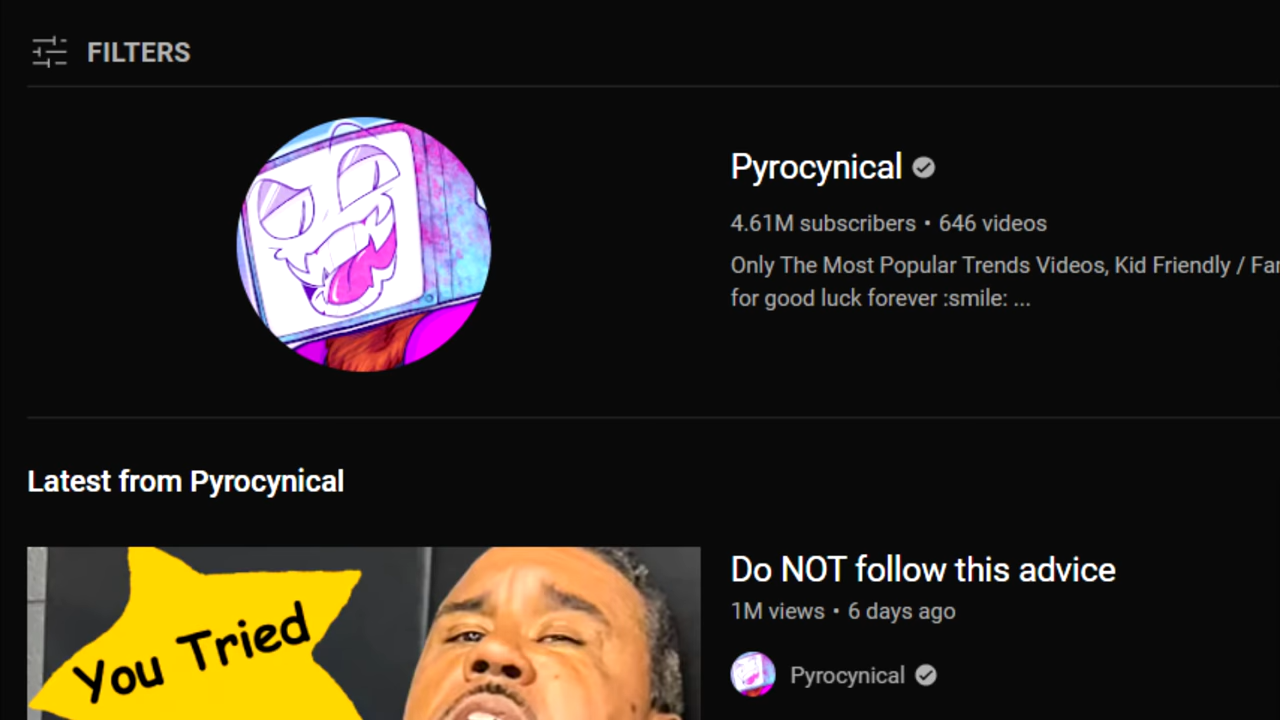 FILTERS
Pyrocynical
4.61M subscribers • 646 videos
Only The Most Popular Trends Videos, Kid Friendly /
for good luck forever :smile: ...
Latest from Pyrocynical
You Tried
Do NOT follow this advice
1M views • 6 days ago
Pyrocynical